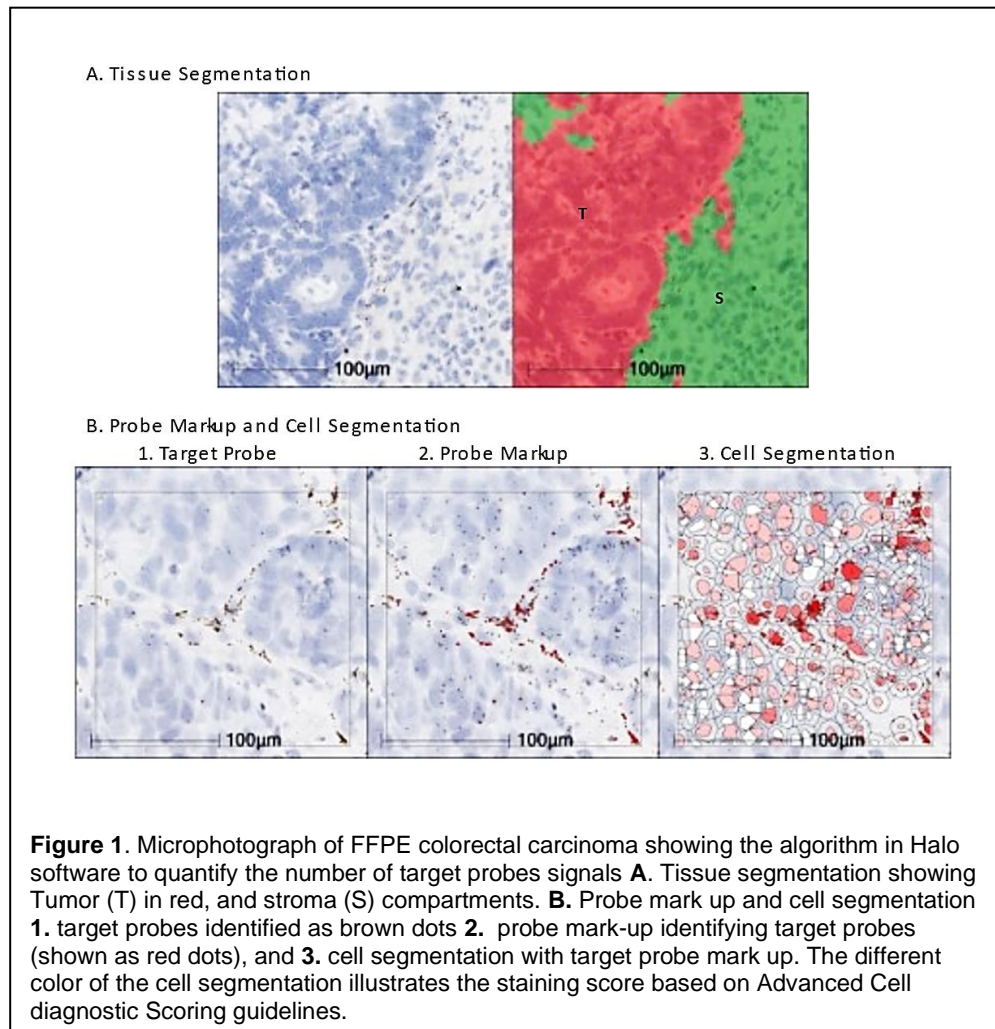 A. Tissue Segmentation
T
S
100µm
100µm
B. Probe Markup and Cell Segmentation
1. Target Probe
2. Probe Markup
3. Cell Segmentation
100µm
100µm
100µm
Figure 1. Microphotograph of FFPE colorectal carcinoma showing the algorithm in Halo
software to quantify the number of target probes signals A. Tissue segmentation showing
Tumor (T) in red, and stroma (S) compartments. B. Probe mark up and cell segmentation
1. target probes identified as brown dots 2. probe mark-up identifying target probes
(shown as red dots), and 3. cell segmentation with target probe mark up. The different
color of the cell segmentation illustrates the staining score based on Advanced Cell
diagnostic Scoring guidelines.